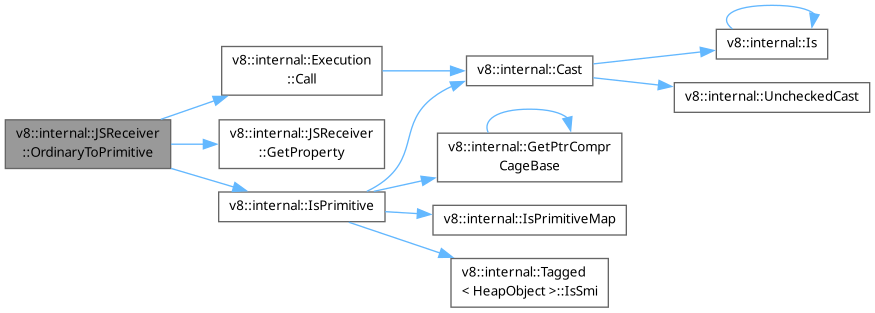 v8::internal::JSReceiver
::OrdinaryToPrimitive
v8::internal::Execution
::Call
v8::internal::JSReceiver
::GetProperty
v8::internal::IsPrimitive
v8::internal::Cast
v8::internal::GetPtrCompr
CageBase
v8::internal::IsPrimitiveMap
v8::internal::Tagged
< HeapObject >::IsSmi
v8::internal::Is
v8::internal::UncheckedCast